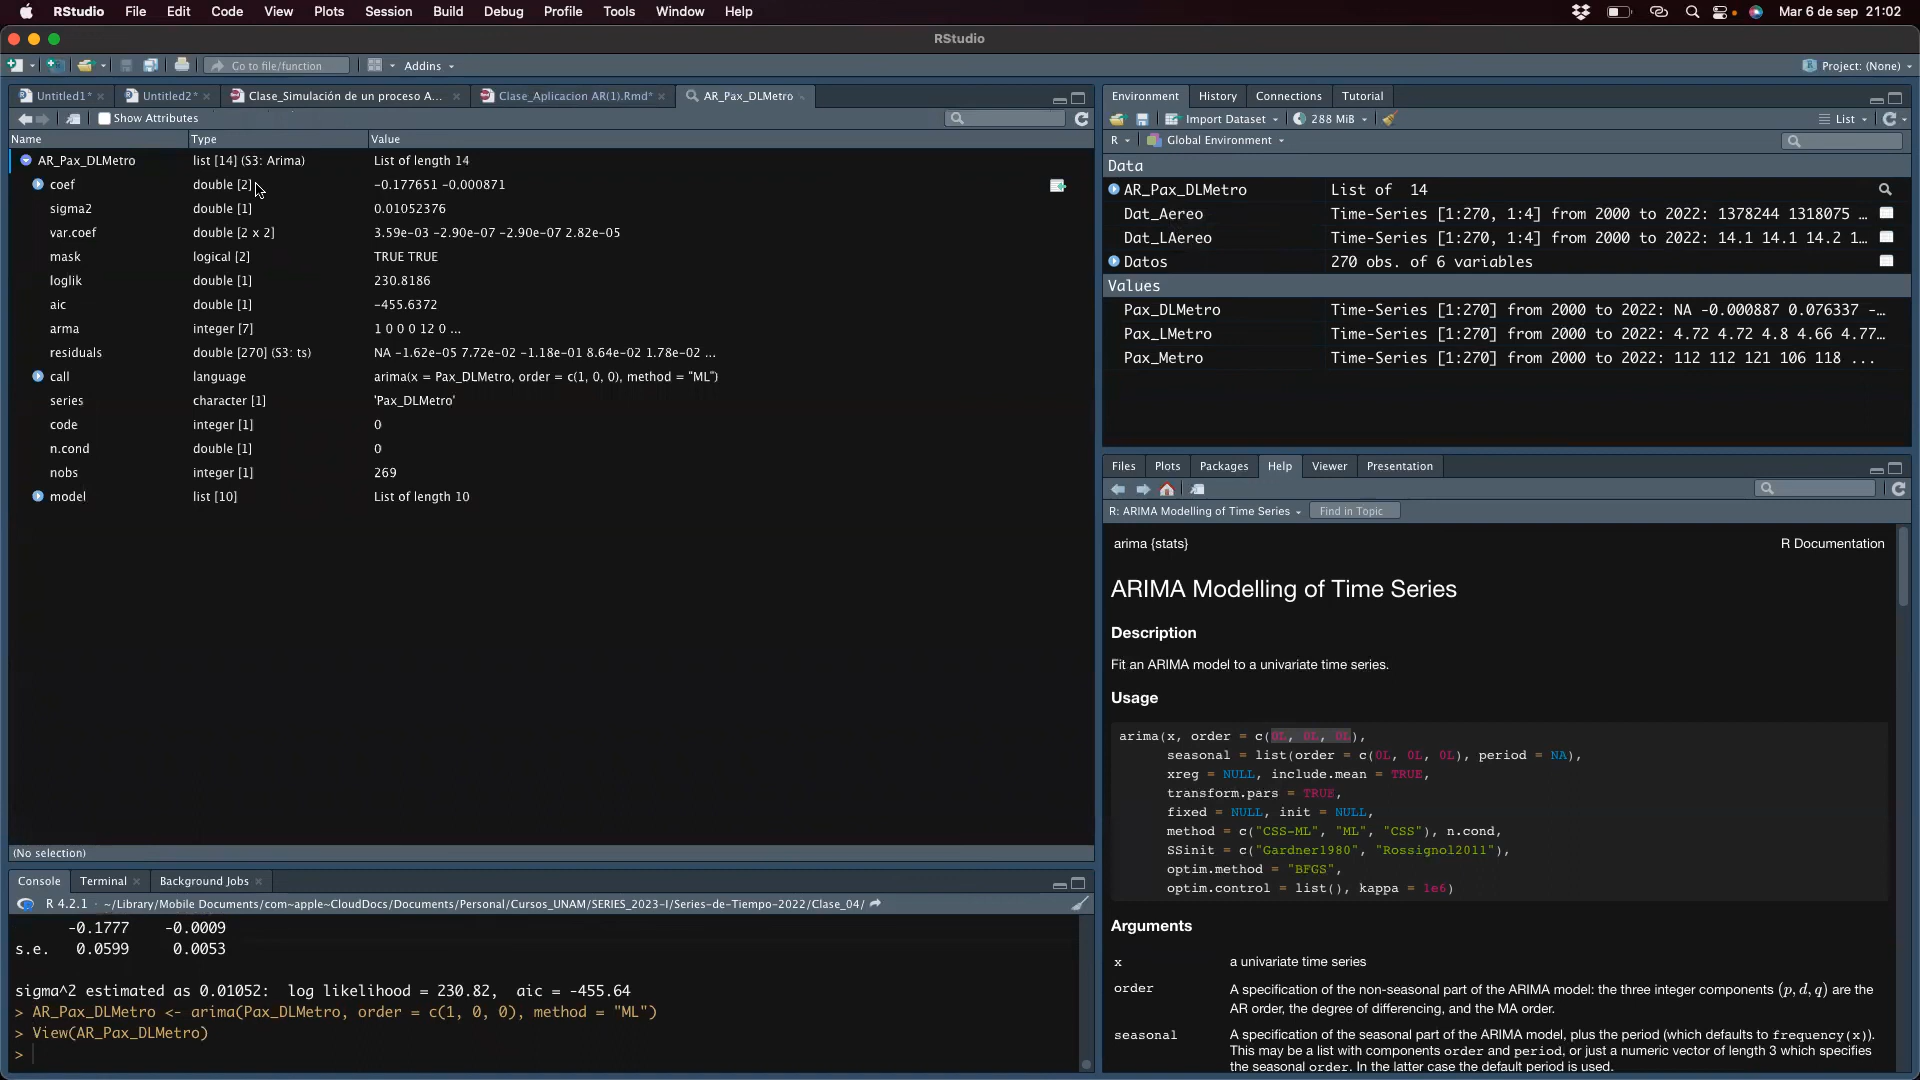 RStudio File Edit Code View Plots Session Build Debug Profile Tools Window Help Mar 6 de sep 21:02
RStudio
Go to file/function Addins Project: (None)
Untitled1* Untitled2* Clase_Simulación de un proceso A... Clase_Aplicacion AR(1).Rmd* AR_Pax_DLMetro
Show Attributes
Name Type Value
AR_Pax_DLMetro list [14] (S3: Arima) List of length 14
coef double [2] -0.177651 -0.000871
sigma2 double [1] 0.01052376
var.coef double [2 x 2] 3.59e-03 -2.90e-07 -2.90e-07 2.82e-05
mask logical [2] TRUE TRUE
loglik double [1] 230.8186
aic double [1] -455.6372
arma integer [7] 1 0 0 0 12 0 ...
residuals double [270] (S3: ts) NA -1.62e-05 7.72e-02 -1.18e-01 8.64e-02 1.78e-02 ...
call language arima(x = Pax_DLMetro, order = c(1, 0, 0), method = "ML")
series character [1] 'Pax_DLMetro'
code integer [1] 0
n.cond double [1] 0
nobs integer [1] 269
model list [10] List of length 10
(No selection)
Console Terminal Background Jobs
R 4.2.1 · ~/Library/Mobile Documents/com~apple~CloudDocs/Documents/Personal/Cursos_UNAM/SERIES_2023-I/Series-de-Tiempo-2022/Clase_04/
-0.1777 -0.0009
s.e. 0.0599 0.0053
sigma^2 estimated as 0.01052: log likelihood = 230.82, aic = -455.64
> AR_Pax_DLMetro <- arima(Pax_DLMetro, order = c(1, 0, 0), method = "ML")
> View(AR_Pax_DLMetro)
>
Environment History Connections Tutorial
Import Dataset 288 MiB List
R Global Environment
Data
AR_Pax_DLMetro List of 14
Dat_Aereo Time-Series [1:270, 1:4] from 2000 to 2022: 1378244 1318075 …
Dat_LAereo Time-Series [1:270, 1:4] from 2000 to 2022: 14.1 14.1 14.2 1…
Datos 270 obs. of 6 variables
Values
Pax_DLMetro Time-Series [1:270] from 2000 to 2022: NA -0.000887 0.076337 -…
Pax_LMetro Time-Series [1:270] from 2000 to 2022: 4.72 4.72 4.8 4.66 4.77…
Pax_Metro Time-Series [1:270] from 2000 to 2022: 112 112 121 106 118 ...
Files Plots Packages Help Viewer Presentation
R: ARIMA Modelling of Time Series Find in Topic
arima {stats} R Documentation
ARIMA Modelling of Time Series
Description
Fit an ARIMA model to a univariate time series.
Usage
arima(x, order = c(0L, 0L, 0L),
seasonal = list(order = c(0L, 0L, 0L), period = NA),
xreg = NULL, include.mean = TRUE,
transform.pars = TRUE,
fixed = NULL, init = NULL,
method = c("CSS-ML", "ML", "CSS"), n.cond,
SSinit = c("Gardner1980", "Rossignol2011"),
optim.method = "BFGS",
optim.control = list(), kappa = 1e6)
Arguments
x a univariate time series
order A specification of the non-seasonal part of the ARIMA model: the three integer components (p, d, q) are the
AR order, the degree of differencing, and the MA order.
seasonal A specification of the seasonal part of the ARIMA model, plus the period (which defaults to frequency(x)).
This may be a list with components order and period, or just a numeric vector of length 3 which specifies
the seasonal order. In the latter case the default period is used.